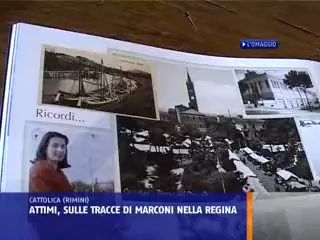 L'OMAGGIO
Ricordi...
CATTOLICA (RIMINI)
ATTIMI, SULLE TRACCE DI MARCONI NELLA REGINA